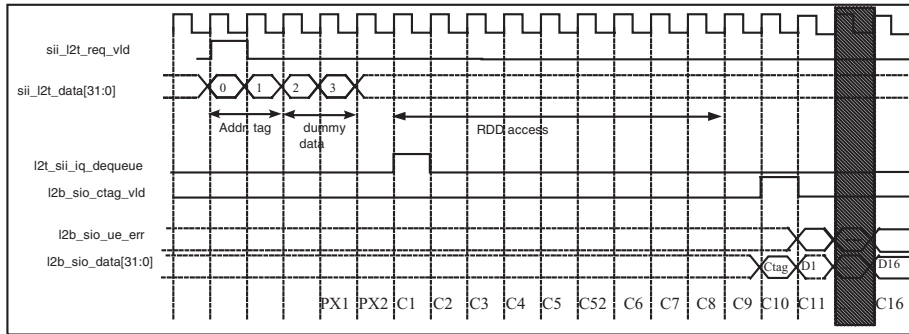 sii_l2t_req_vld
sii_l2t_data[31:0]
0 1 2 3
Addr. tag
dummy
data
RDD access
l2t_sii_iq_dequeue
l2b_sio_ctag_vld
l2b_sio_ue_err
l2b_sio_data[31:0]
Ctag D1 D16
PX1 PX2 C1 C2 C3 C4 C5 C52 C6 C7 C8 C9 C10 C11 C16